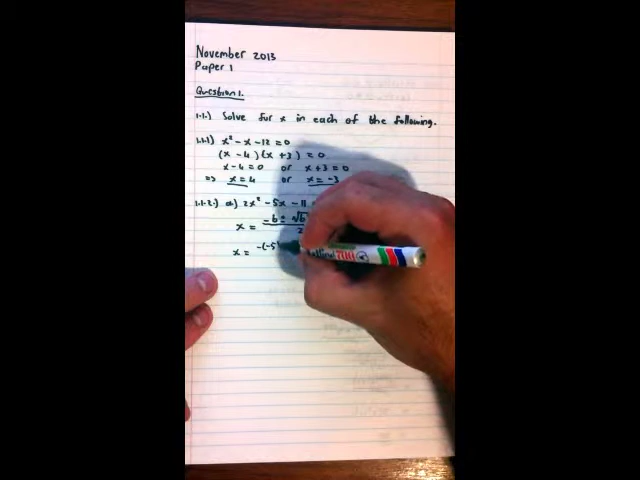 November 2013
Paper 1
Question 1.
1.1.) Solve for x in each of the following.
1.1.1) x² - x - 12 = 0
(x - 4)(x + 3) = 0
x - 4 = 0 or x + 3 = 0
=> x = 4 or x = -3
1.1.2.) a) 2x² - 5x - 11
x = -b ± √b
2
x = -(-5)
700